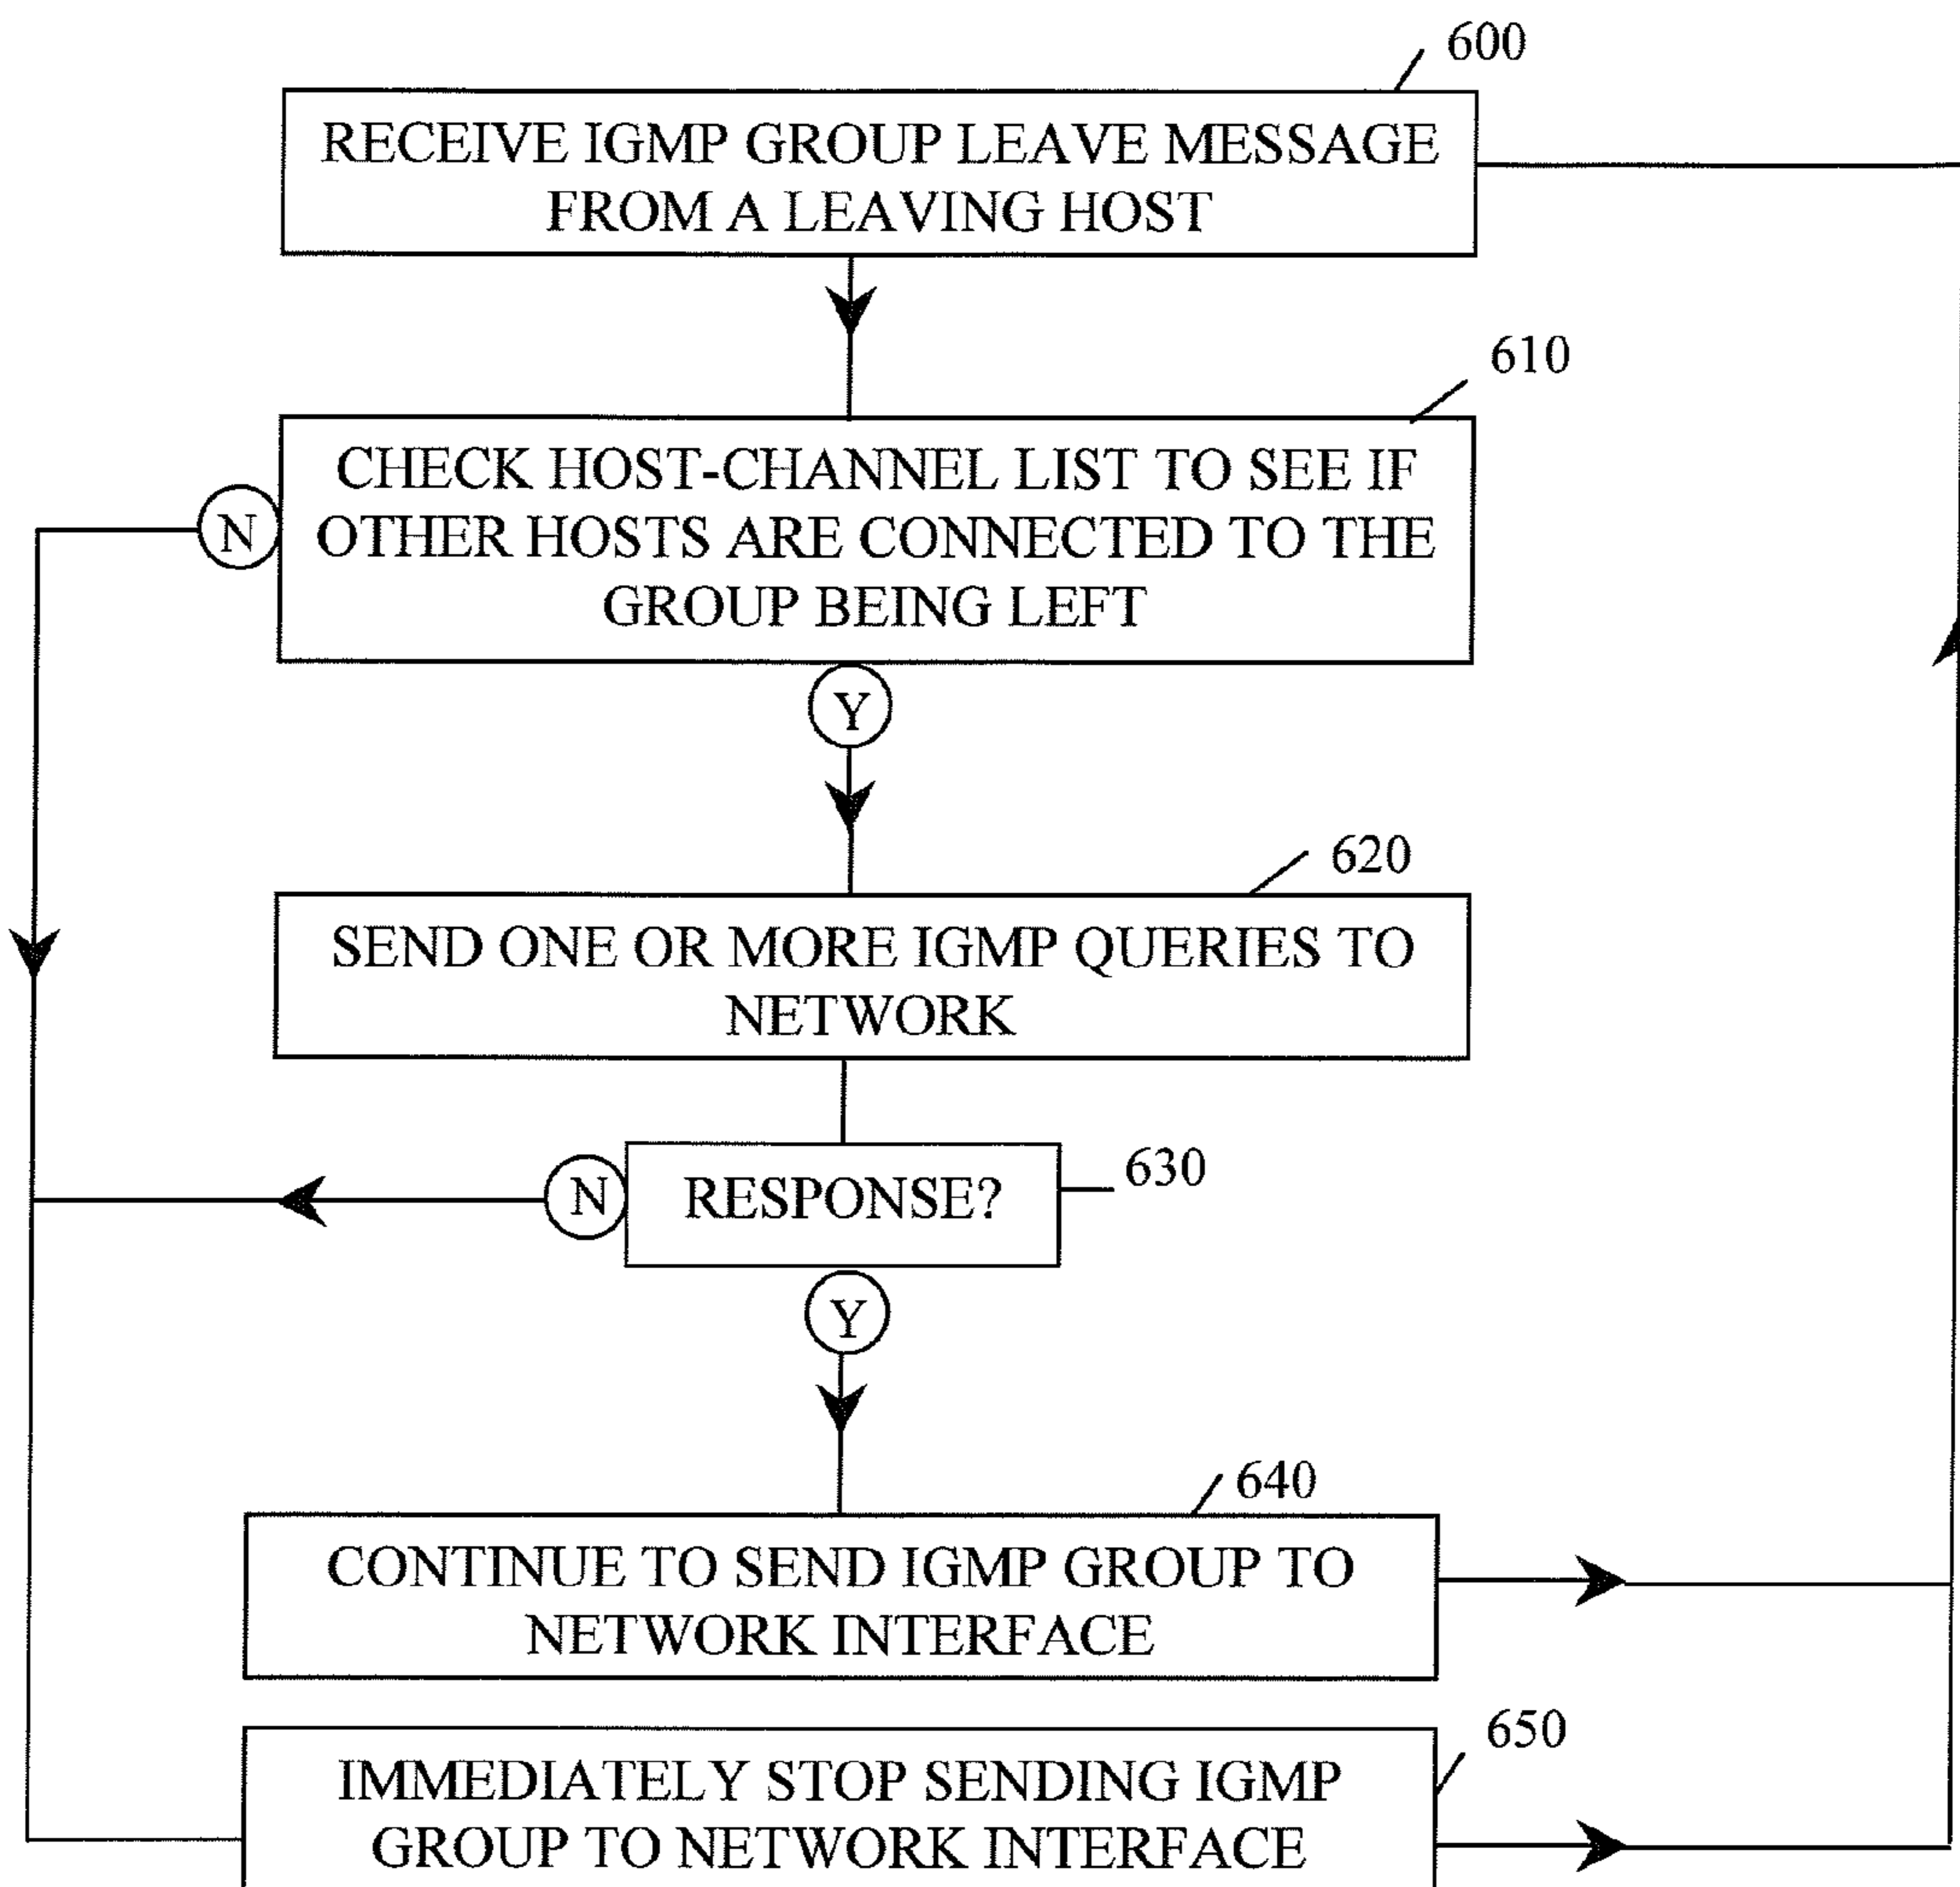 600
RECEIVE IGMP GROUP LEAVE MESSAGE
FROM A LEAVING HOST
610
CHECK HOST-CHANNEL LIST TO SEE IF
OTHER HOSTS ARE CONNECTED TO THE
GROUP BEING LEFT
N
Y
620
SEND ONE OR MORE IGMP QUERIES TO
NETWORK
N
RESPONSE?
630
Y
640
CONTINUE TO SEND IGMP GROUP TO
NETWORK INTERFACE
650
IMMEDIATELY STOP SENDING IGMP
GROUP TO NETWORK INTERFACE